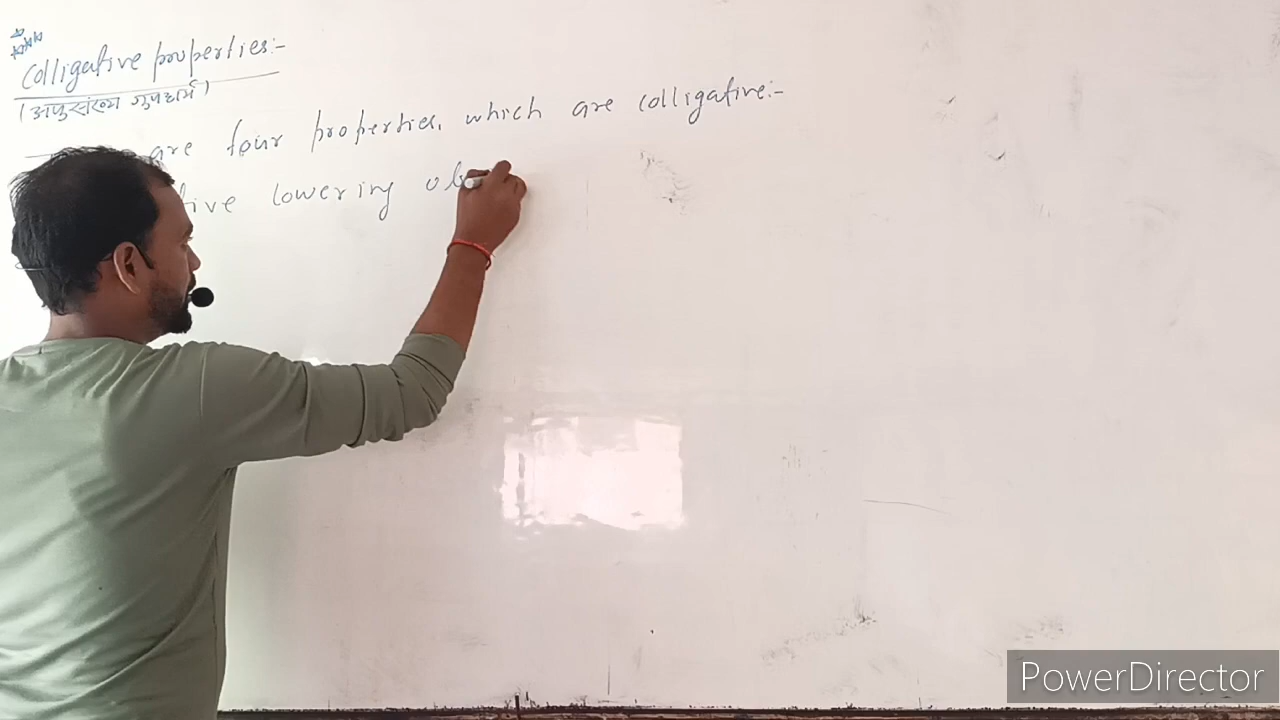 Colligative properties:-
(अणुसंख्य गुणधर्म)
are four properties, which are colligative:-
tive lowering of
PowerDirector